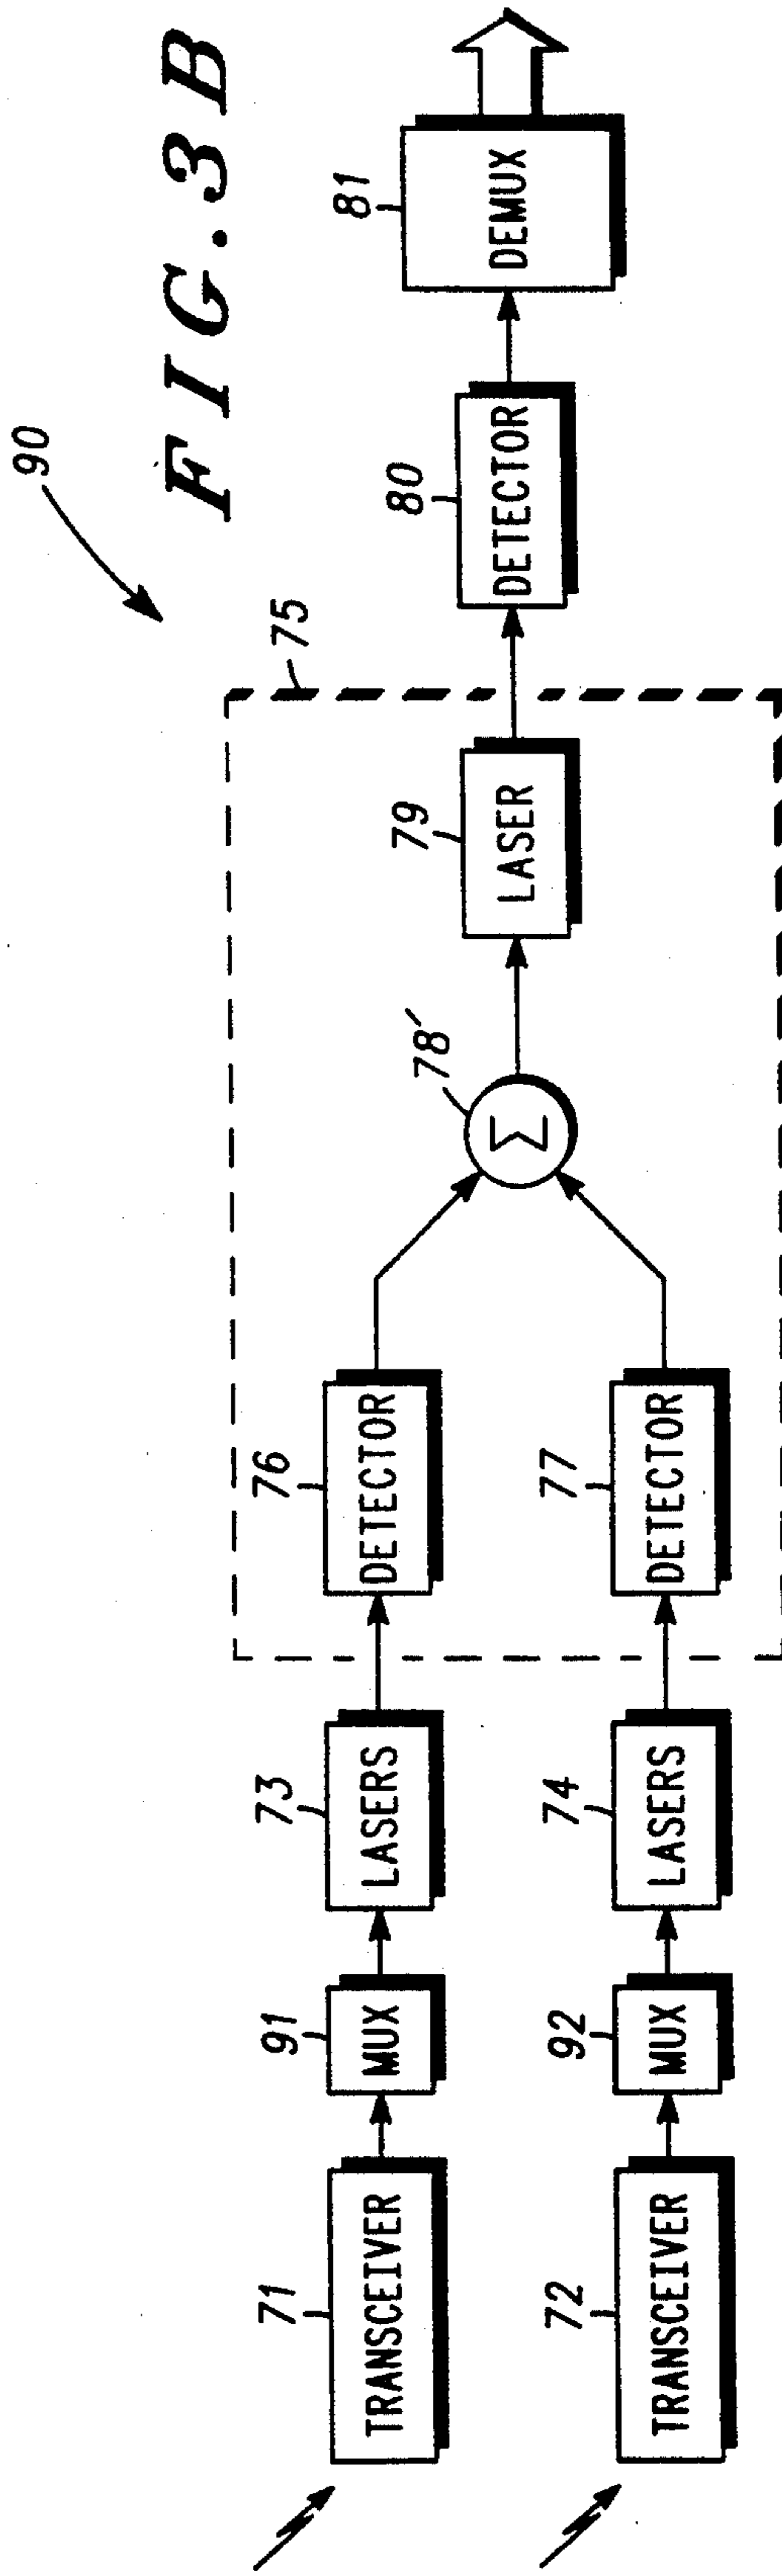 FIG. 3B
90
75
71
TRANSCEIVER
91
MUX
73
LASERS
76
DETECTOR
72
TRANSCEIVER
92
MUX
74
LASERS
77
DETECTOR
78'
Σ
79
LASER
80
DETECTOR
81
DEMUX